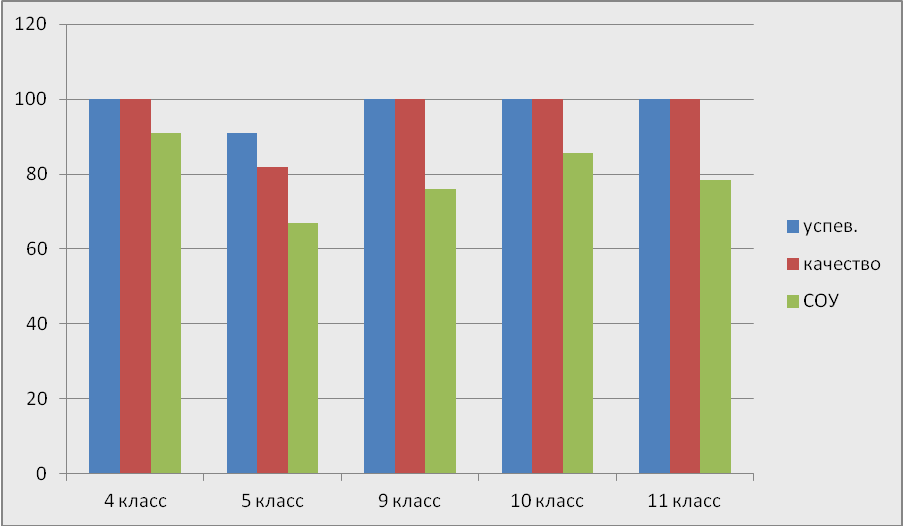 120
100
80
60
40
20
0
4 класс
5 класс
9 класс
10 класс
11 класс
успев.
качество
СОУ